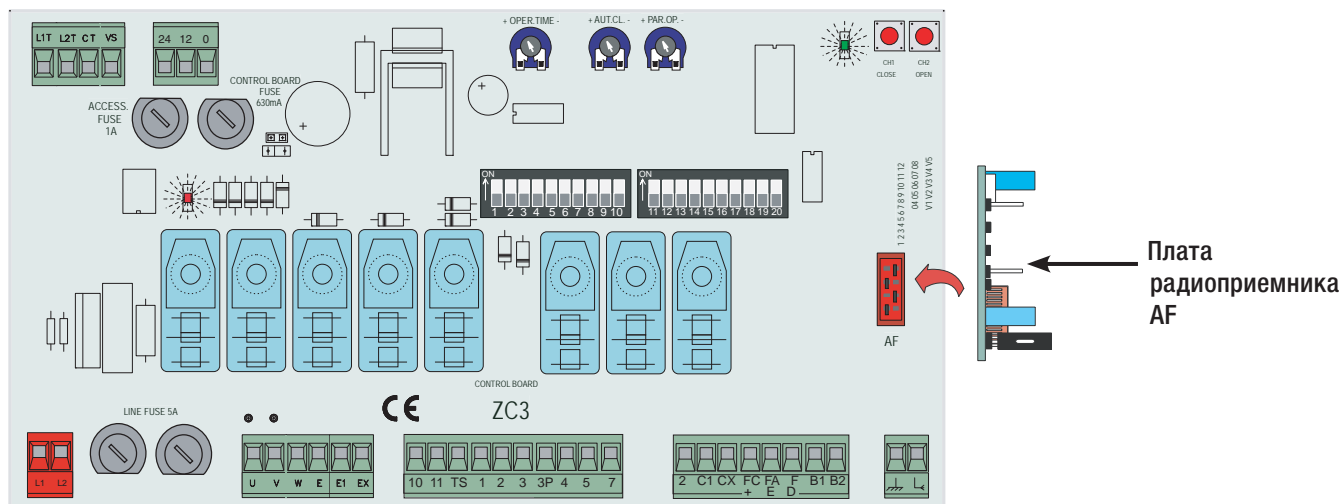 + OPER.TIME -
+ AUT.CL. -
+ PAR.OP. -
L1T L2T CT VS
24 12 0
CONTROL BOARD
FUSE
630mA
ACCESS.
FUSE
1A
CH1
CLOSE
CH2
OPEN
1 2 3 4 5 6 7 8 9 10 11 12
04 05 06 07 08
V1 V2 V3 V4 V5
ON
1 2 3 4 5 6 7 8 9 10
ON
11 12 13 14 15 16 17 18 19 20
AF
Плата
радиоприемника
AF
CONTROL BOARD
ZC3
CE
LINE FUSE 5A
L1 L2
U V W E E1 EX
10 11 TS 1 2 3 3P 4 5 7
2 C1 CX FC FA F B1 B2
+ E D